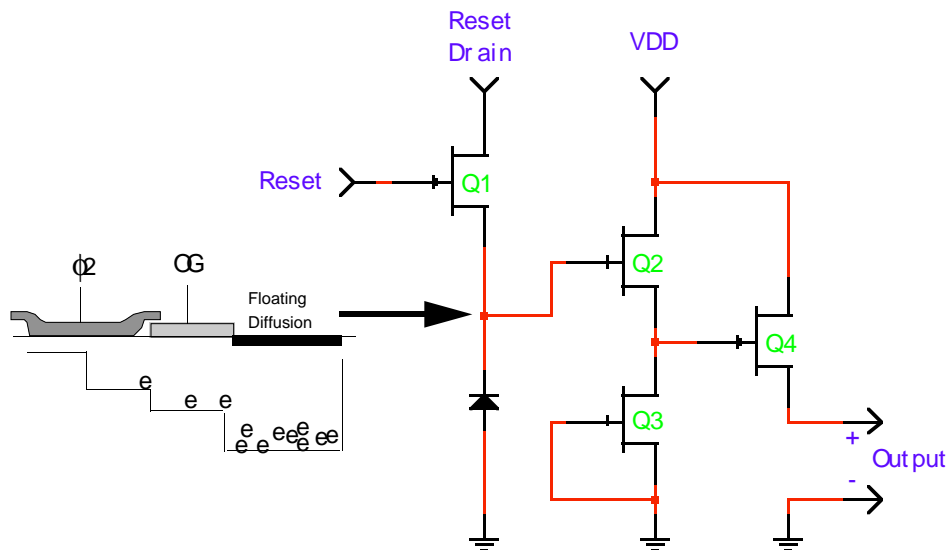 Reset
Drain
VDD
Reset
Q1
ϕ2
OG
Floating
Diffusion
Q2
Q4
Q3
e
e e
e e e e e e e e e
+
Output
-